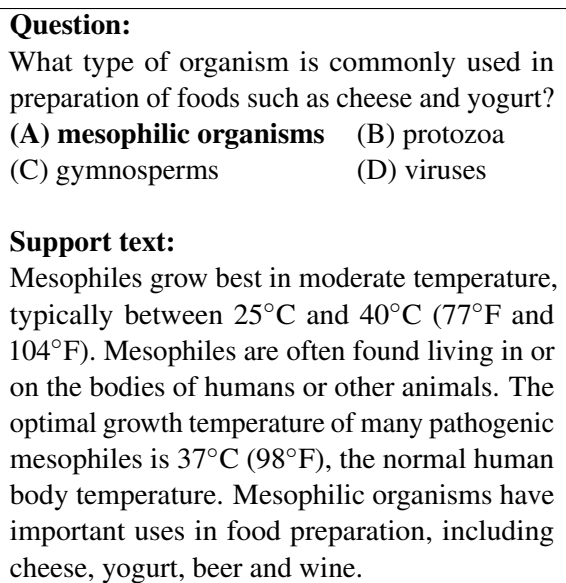 Question:
What type of organism is commonly used in
preparation of foods such as cheese and yogurt?
(A) mesophilic organisms (B) protozoa
(C) gymnosperms (D) viruses
Support text:
Mesophiles grow best in moderate temperature,
typically between 25°C and 40°C (77°F and
104°F). Mesophiles are often found living in or
on the bodies of humans or other animals. The
optimal growth temperature of many pathogenic
mesophiles is 37°C (98°F), the normal human
body temperature. Mesophilic organisms have
important uses in food preparation, including
cheese, yogurt, beer and wine.